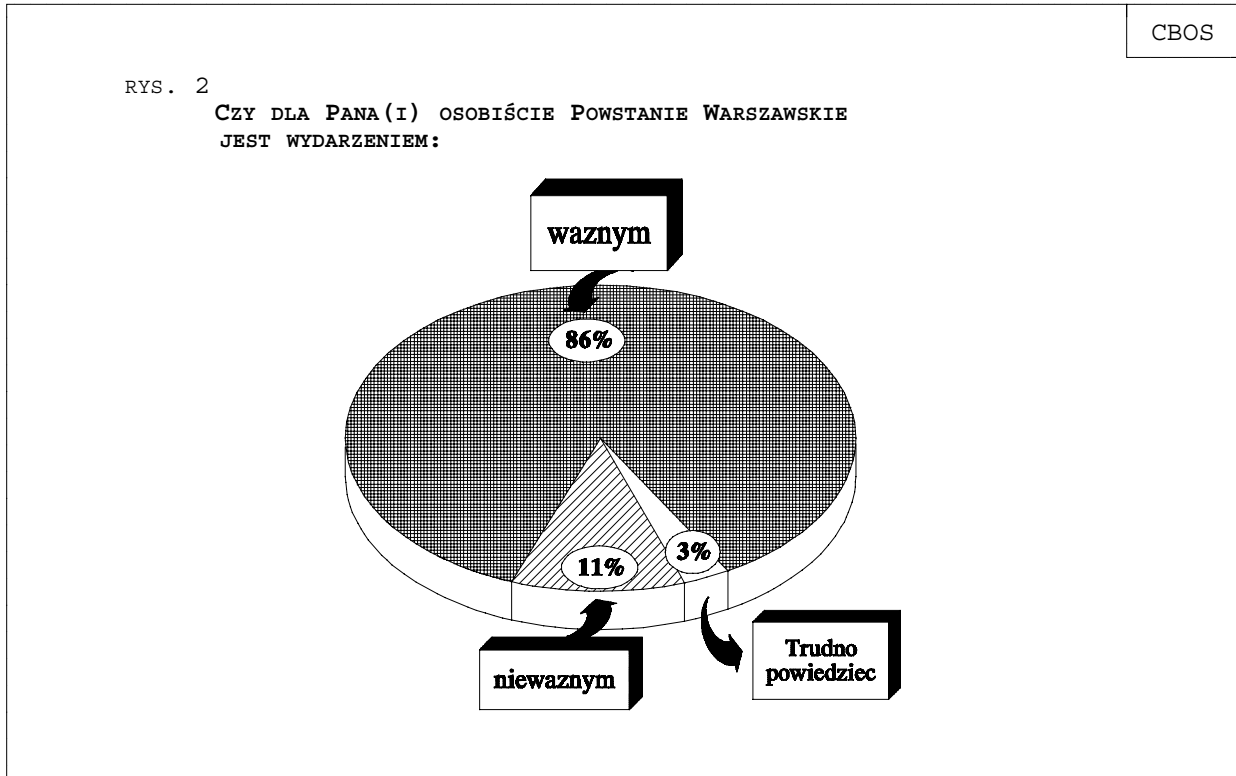 CBOS
RYS. 2
CZY DLA PANA(I) OSOBIŚCIE POWSTANIE WARSZAWSKIE
JEST WYDARZENIEM:
waznym
86%
3%
11%
Trudno
powiedziec
niewaznym